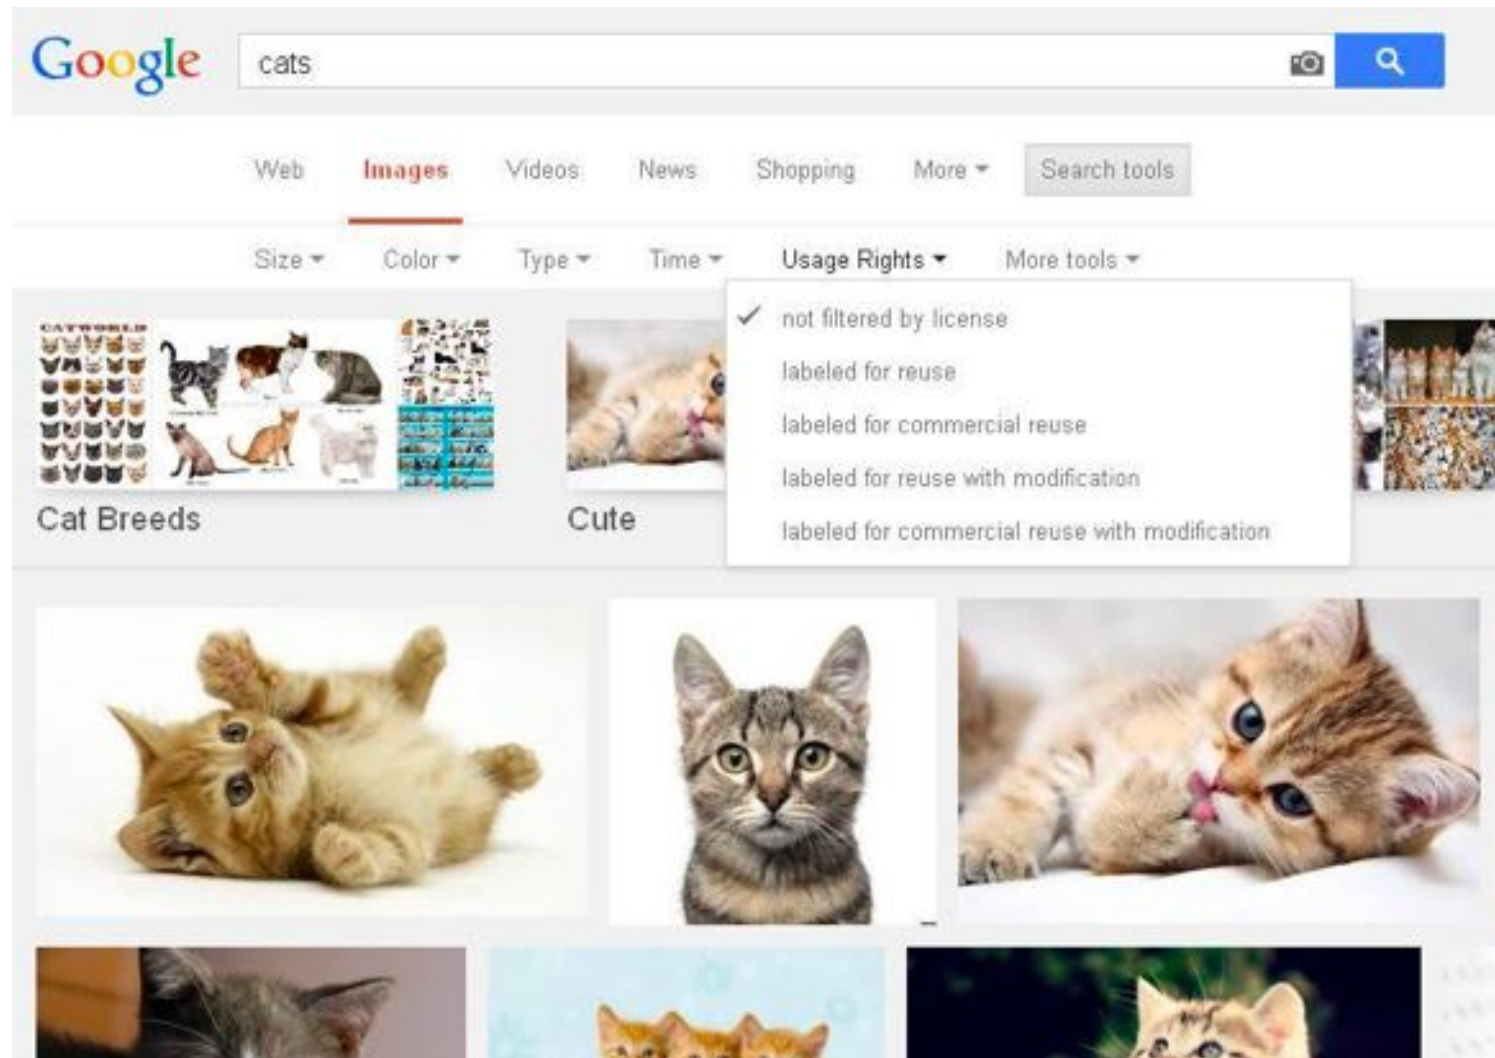 Google
cats
Web Images Videos News Shopping More Search tools
Size Color Type Time Usage Rights More tools
not filtered by license
labeled for reuse
labeled for commercial reuse
labeled for reuse with modification
labeled for commercial reuse with modification
CATWORLD
Cat Breeds
Cute